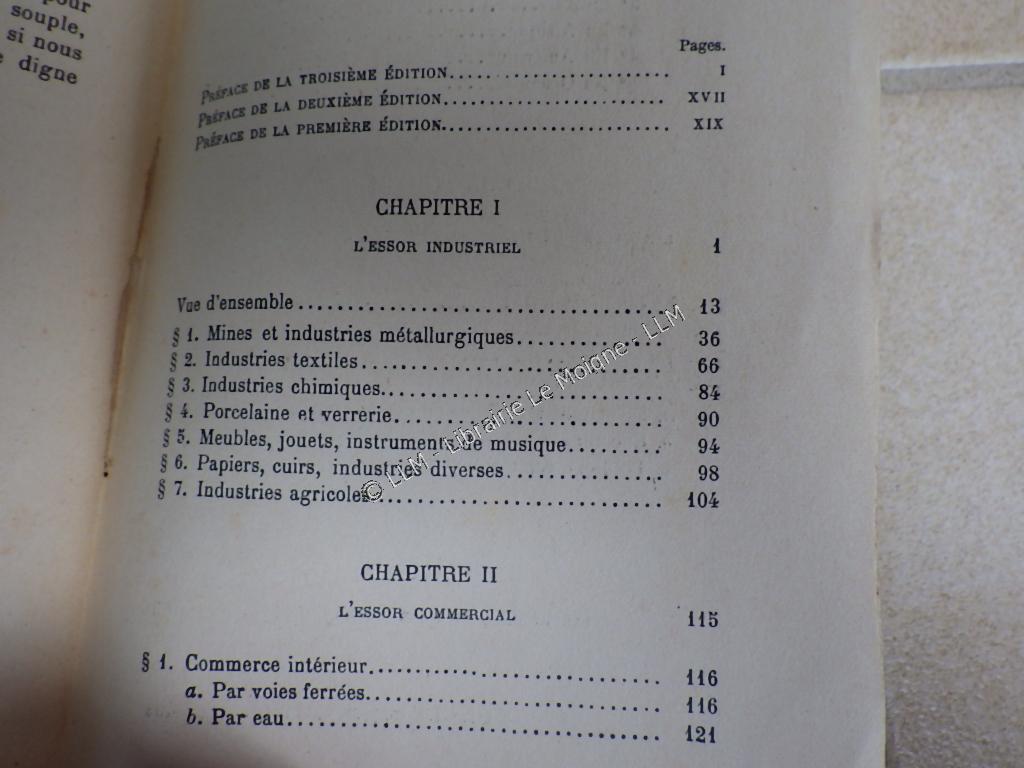 pour
souple,
si nous
digne
Pages.
PRÉFACE DE LA TROISIÈME ÉDITION........................ I
PRÉFACE DE LA DEUXIÈME ÉDITION........................ XVII
PRÉFACE DE LA PREMIÈRE ÉDITION........................ XIX
CHAPITRE I
L'ESSOR INDUSTRIEL 1
Vue d'ensemble.............................. 13
§ 1. Mines et industries métallurgiques............... 36
§ 2. Industries textiles.............................. 66
§ 3. Industries chimiques............................ 84
§ 4. Porcelaine et verrerie........................... 90
§ 5. Meubles, jouets, instruments de musique......... 94
§ 6. Papiers, cuirs, industries diverses............... 98
§ 7. Industries agricoles............................. 104
© LLM - Librairie Le Moigne - LLM
CHAPITRE II
L'ESSOR COMMERCIAL 115
§ 1. Commerce intérieur............................ 116
a. Par voies ferrées.............................. 116
b. Par eau....................................... 121